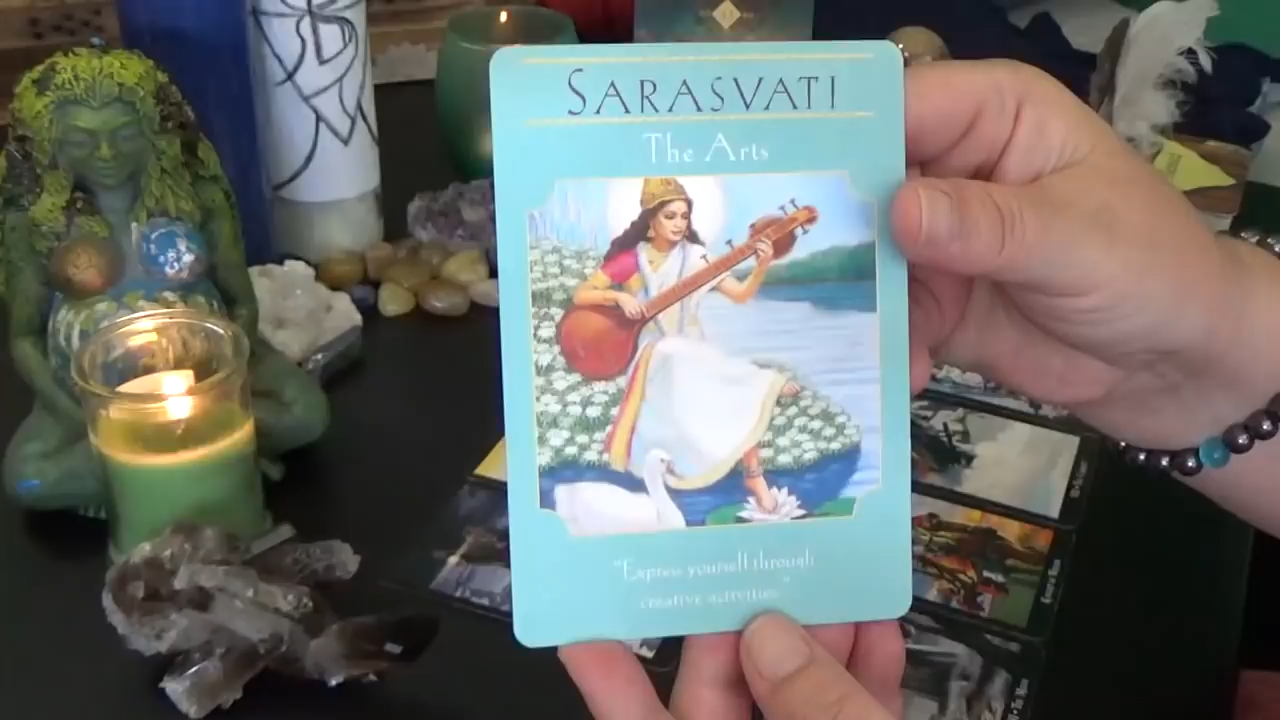 SARASVATI
The Arts
"Express yourself through
creative activities."